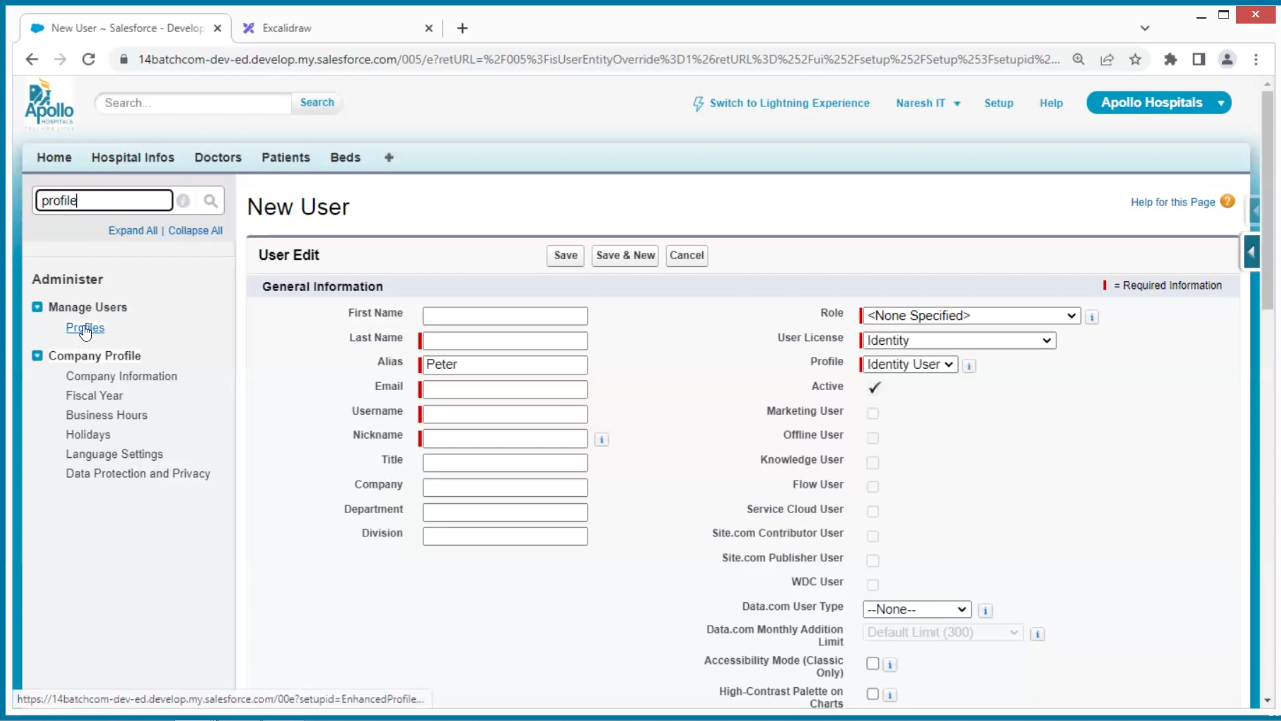 New User ~ Salesforce - Develop
Excalidraw
14batchcom-dev-ed.develop.my.salesforce.com/005/e?retURL=%2F005%3FisUserEntityOverride%3D1%26retURL%3D%252Fui%252Fsetup%252FSetup%253Fsetupid%2...
Apollo
HOSPITALS
Search...
Search
Switch to Lightning Experience
Naresh IT
Setup
Help
Apollo Hospitals
Home
Hospital Infos
Doctors
Patients
Beds
profile
Expand All | Collapse All
Administer
Manage Users
Profiles
Company Profile
Company Information
Fiscal Year
Business Hours
Holidays
Language Settings
Data Protection and Privacy
New User
Help for this Page
User Edit
Save
Save & New
Cancel
General Information
= Required Information
First Name
Last Name
Alias Peter
Email
Username
Nickname
Title
Company
Department
Division
Role <None Specified>
User License Identity
Profile Identity User
Active
Marketing User
Offline User
Knowledge User
Flow User
Service Cloud User
Site.com Contributor User
Site.com Publisher User
WDC User
Data.com User Type --None--
Data.com Monthly Addition
Limit
Default Limit (300)
Accessibility Mode (Classic
Only)
High-Contrast Palette on
Charts
https://14batchcom-dev-ed.develop.my.salesforce.com/00e?setupid=EnhancedProfile...